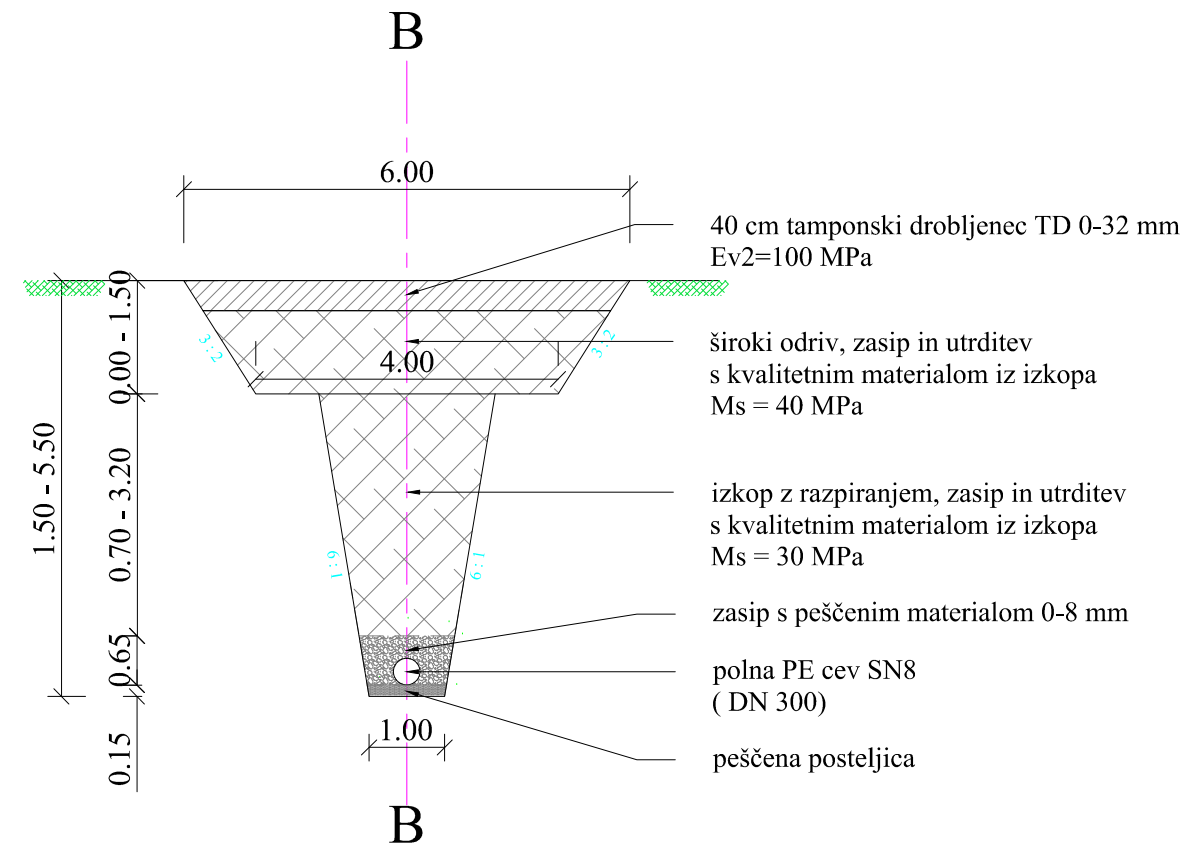 B
6.00
40 cm tamponski drobljenec TD 0-32 mm
Ev2=100 MPa
0.00 - 1.50
3:2
3:2
široki odriv, zasip in utrditev
s kvalitetnim materialom iz izkopa
Ms = 40 MPa
4.00
1.50 - 5.50
0.70 - 3.20
izkop z razpiranjem, zasip in utrditev
s kvalitetnim materialom iz izkopa
Ms = 30 MPa
6:1
6:1
zasip s peščenim materialom 0-8 mm
0.65
polna PE cev SN8
( DN 300)
1.00
0.15
peščena posteljica
B